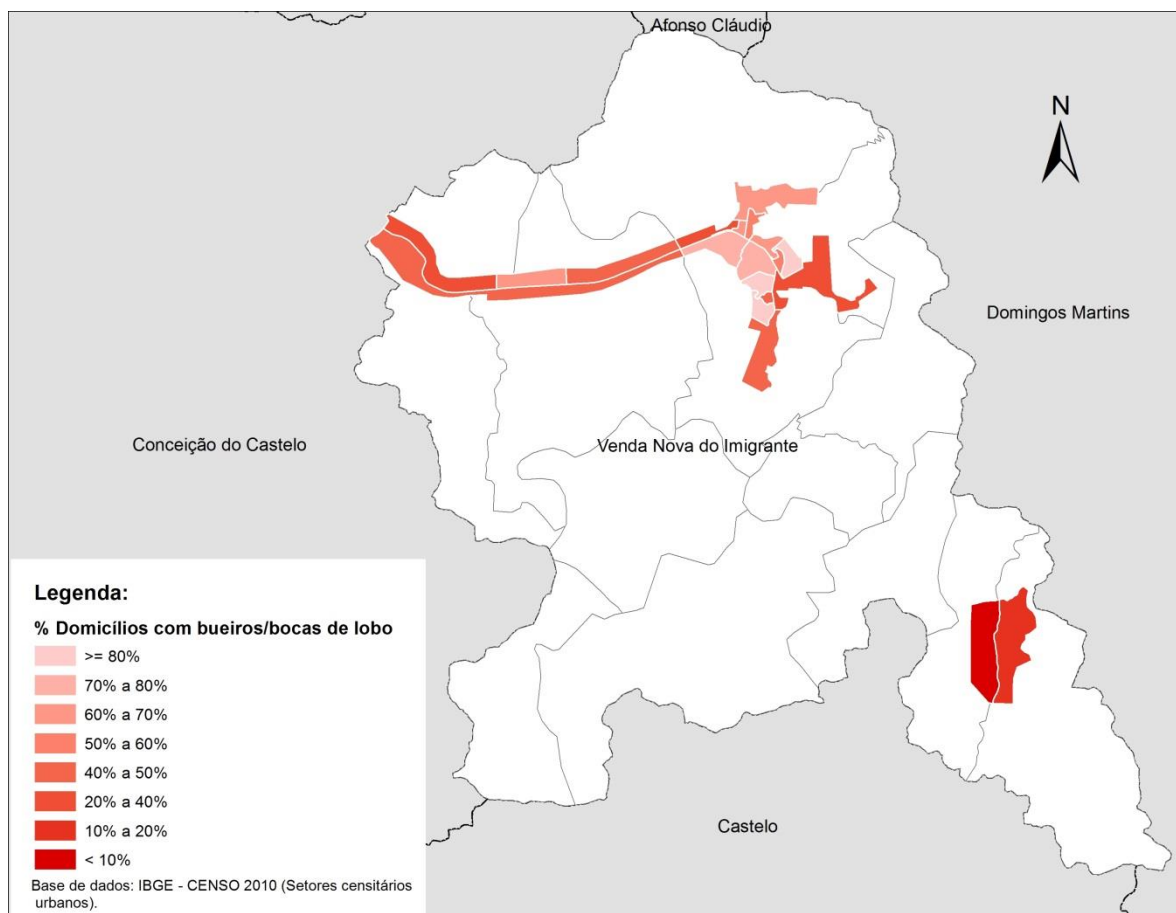 Afonso Cláudio
N
Domingos Martins
Conceição do Castelo
Venda Nova do Imigrante
Legenda:
% Domicílios com bueiros/bocas de lobo
>= 80%
70% a 80%
60% a 70%
50% a 60%
40% a 50%
20% a 40%
10% a 20%
< 10%
Castelo
Base de dados: IBGE - CENSO 2010 (Setores censitários
urbanos).